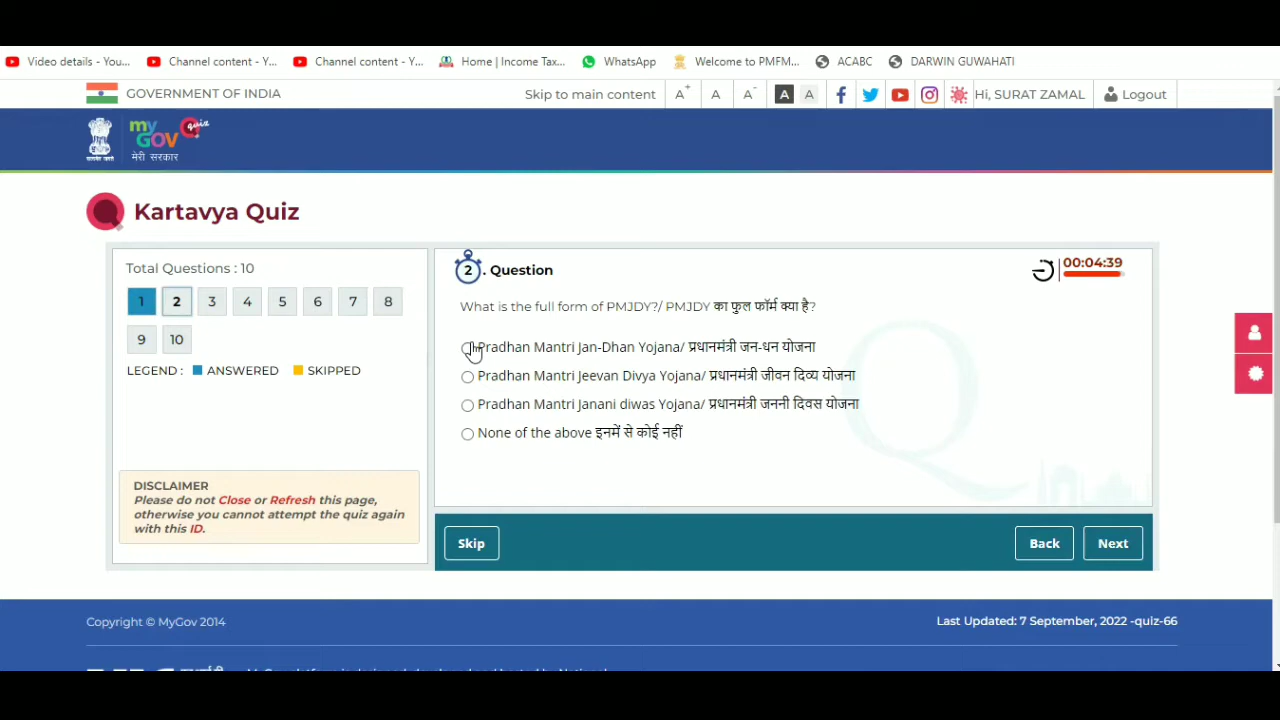 Video details - You...
Channel content - Y...
Channel content - Y...
Home | Income Tax...
WhatsApp
Welcome to PMFM...
ACABC
DARWIN GUWAHATI
GOVERNMENT OF INDIA
Skip to main content
A+
A
A-
A
A
Hi, SURAT ZAMAL
Logout
my GOV quiz
मेरी सरकार
Kartavya Quiz
Total Questions : 10
1 2 3 4 5 6 7 8
9 10
LEGEND : ANSWERED SKIPPED
DISCLAIMER
Please do not Close or Refresh this page,
otherwise you cannot attempt the quiz again
with this ID.
2 . Question
00:04:39
What is the full form of PMJDY?/ PMJDY का फुल फॉर्म क्या है?
Pradhan Mantri Jan-Dhan Yojana/ प्रधानमंत्री जन-धन योजना
Pradhan Mantri Jeevan Divya Yojana/ प्रधानमंत्री जीवन दिव्य योजना
Pradhan Mantri Janani diwas Yojana/ प्रधानमंत्री जननी दिवस योजना
None of the above इनमें से कोई नहीं
Skip
Back
Next
Copyright © MyGov 2014
Last Updated: 7 September, 2022 -quiz-66